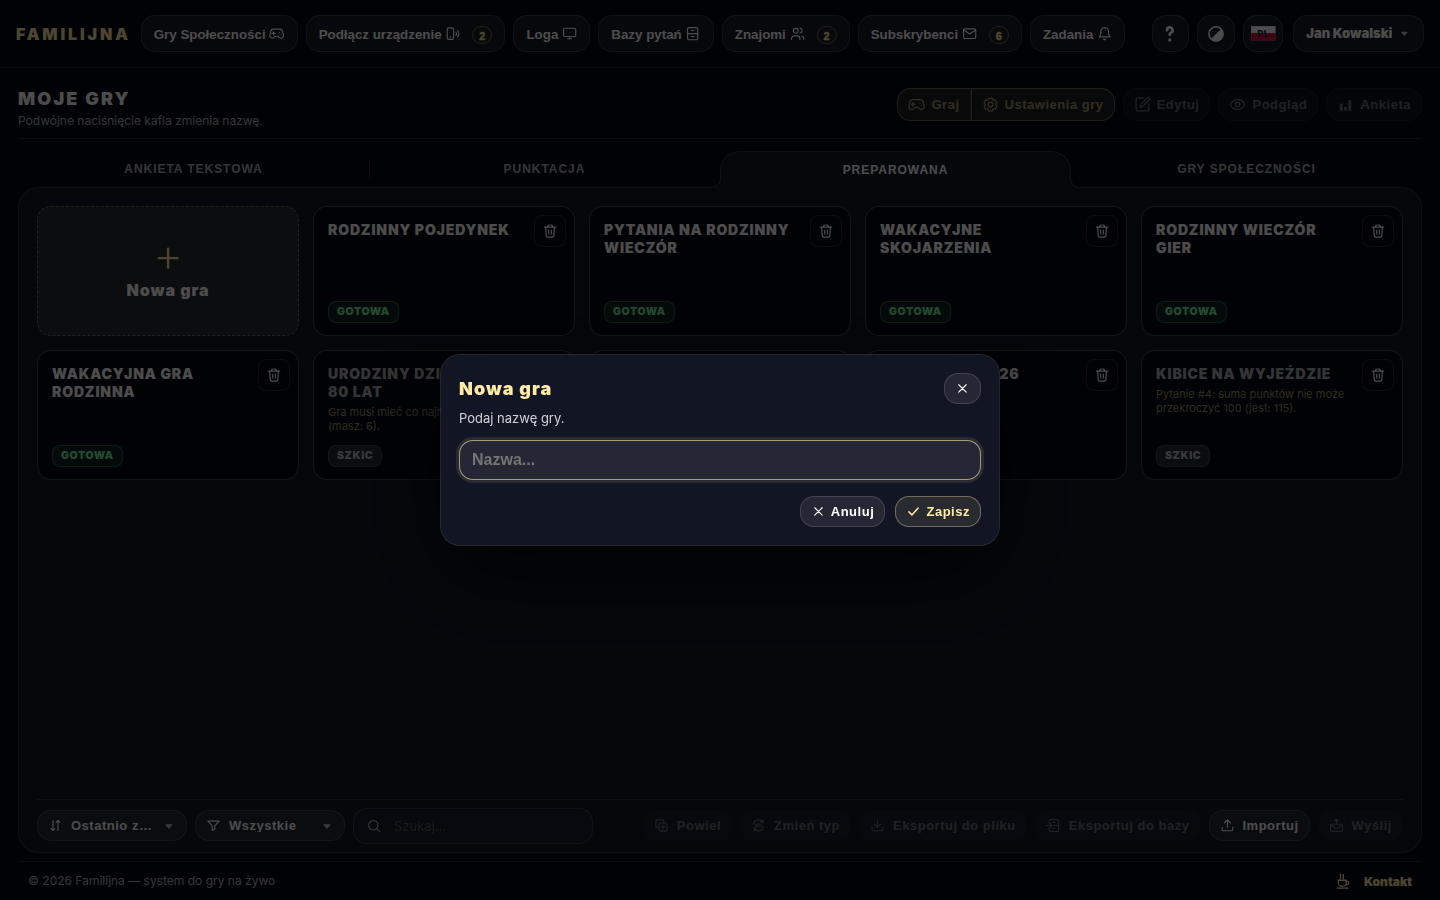 FAMILIJNA
Gry Społeczności
Podłącz urządzenie 2
Loga
Bazy pytań
Znajomi 2
Subskrybenci 6
Zadania
?
PL
Jan Kowalski
MOJE GRY
Podwójne naciśnięcie kafla zmienia nazwę.
Graj
Ustawienia gry
Edytuj
Podgląd
Ankieta
ANKIETA TEKSTOWA
PUNKTACJA
PREPAROWANA
GRY SPOŁECZNOŚCI
Nowa gra
RODZINNY POJEDYNEK
GOTOWA
PYTANIA NA RODZINNY
WIECZÓR
GOTOWA
WAKACYJNE
SKOJARZENIA
GOTOWA
RODZINNY WIECZÓR
GIER
GOTOWA
WAKACYJNA GRA
RODZINNA
GOTOWA
URODZINY
80 LAT
Gra musi mieć co
(masz: 6).
SZKIC
26
KIBICE NA WYJEŹDZIE
Pytanie #4: suma punktów nie może
przekroczyć 100 (jest: 115).
SZKIC
Nowa gra
Podaj nazwę gry.
Nazwa...
Anuluj
Zapisz
Ostatnio z...
Wszystkie
Szukaj...
Powiel
Zmień typ
Eksportuj do pliku
Eksportuj do bazy
Importuj
Wyślij
© 2026 Familijna — system do gry na żywo
Kontakt